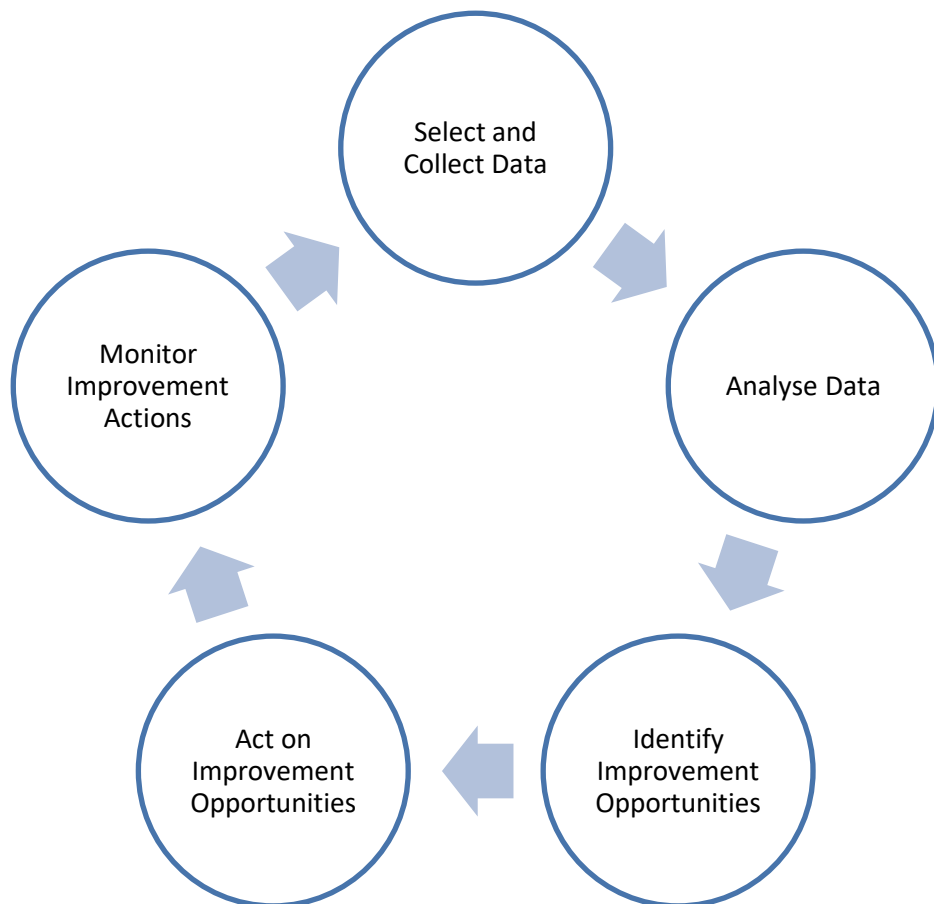 Select and
Collect Data
Analyse Data
Identify
Improvement
Opportunities
Act on
Improvement
Opportunities
Monitor
Improvement
Actions